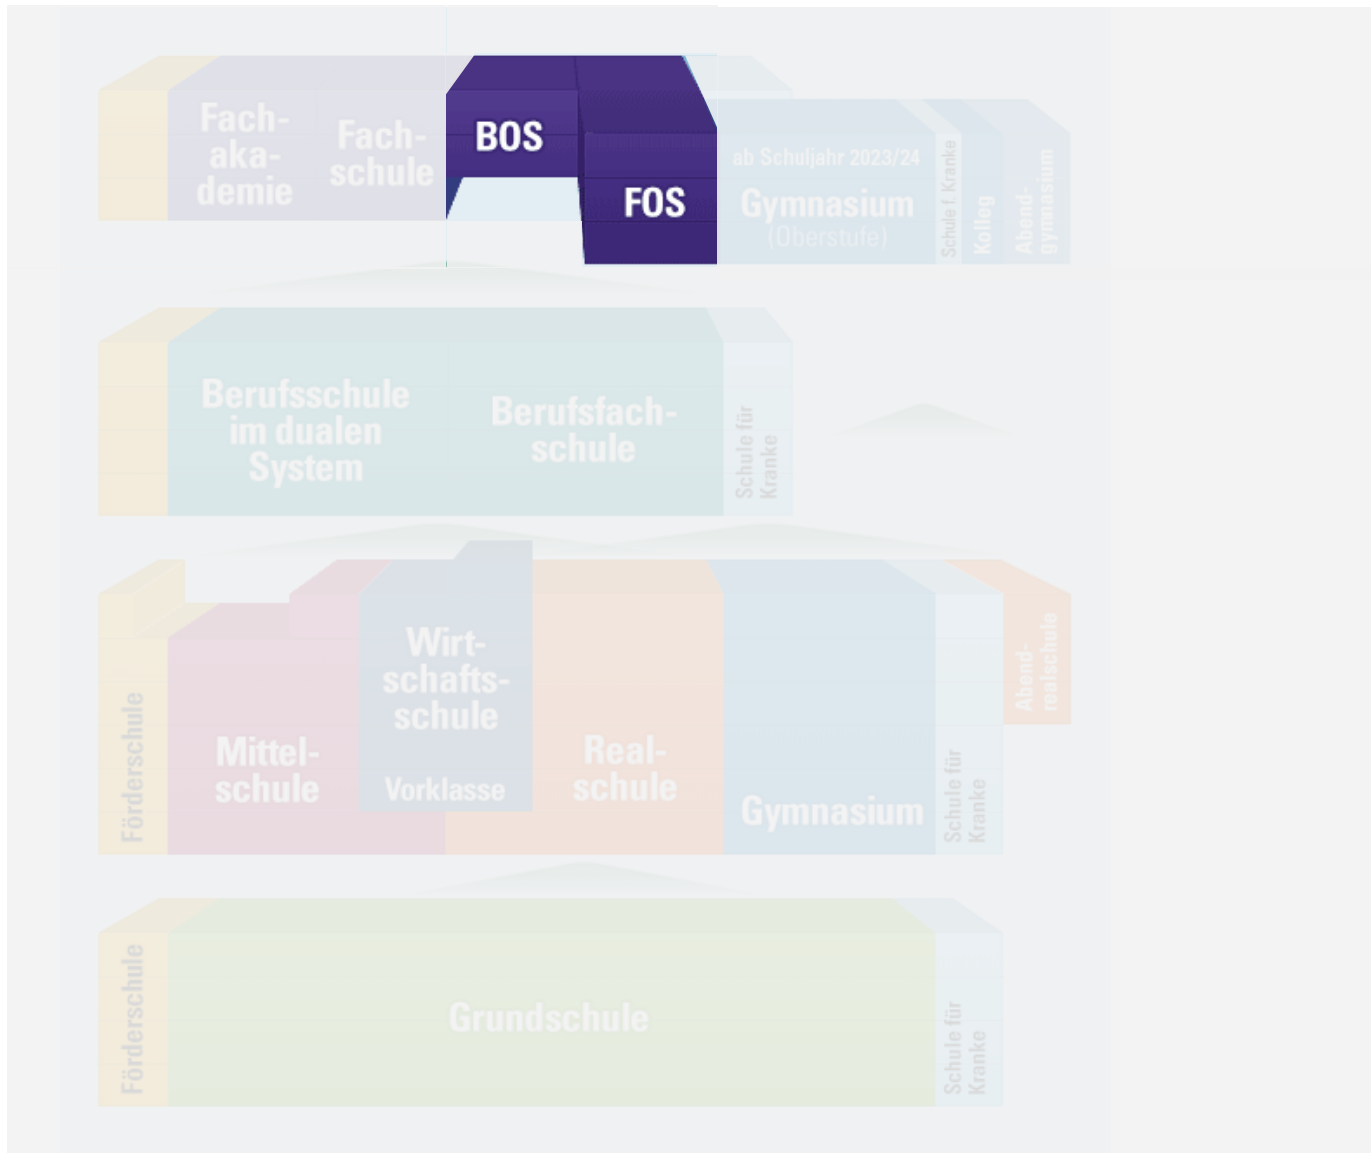 Fach-
aka-
demie
Fach-
schule
BOS
FOS
ab Schuljahr 2023/24
Gymnasium
(Oberstufe)
Schule f. Kranke
Kolleg
Abend-
gymnasium
Berufsschule
im dualen
System
Berufsfach-
schule
Schule für
Kranke
Förderschule
Mittel-
schule
Wirt-
schafts-
schule
Vorklasse
Real-
schule
Gymnasium
Schule für
Kranke
Abend-
realschule
Förderschule
Grundschule
Schule für
Kranke